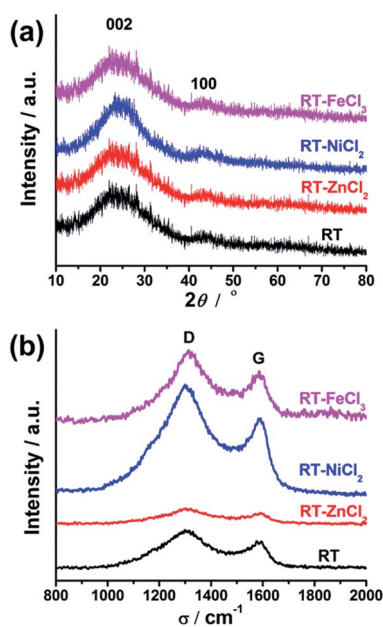 (a)
002
100
RT-FeCl₃
RT-NiCl₂
RT-ZnCl₂
RT
Intensity / a.u.
10 20 30 40 50 60 70 80
2θ / °
(b)
D
G
RT-FeCl₃
RT-NiCl₂
RT-ZnCl₂
RT
Intensity / a.u.
800 1000 1200 1400 1600 1800 2000
σ / cm⁻¹